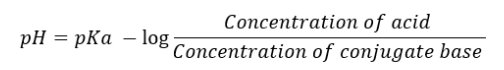 pH = pKa − log Concentration of acid / Concentration of conjugate base